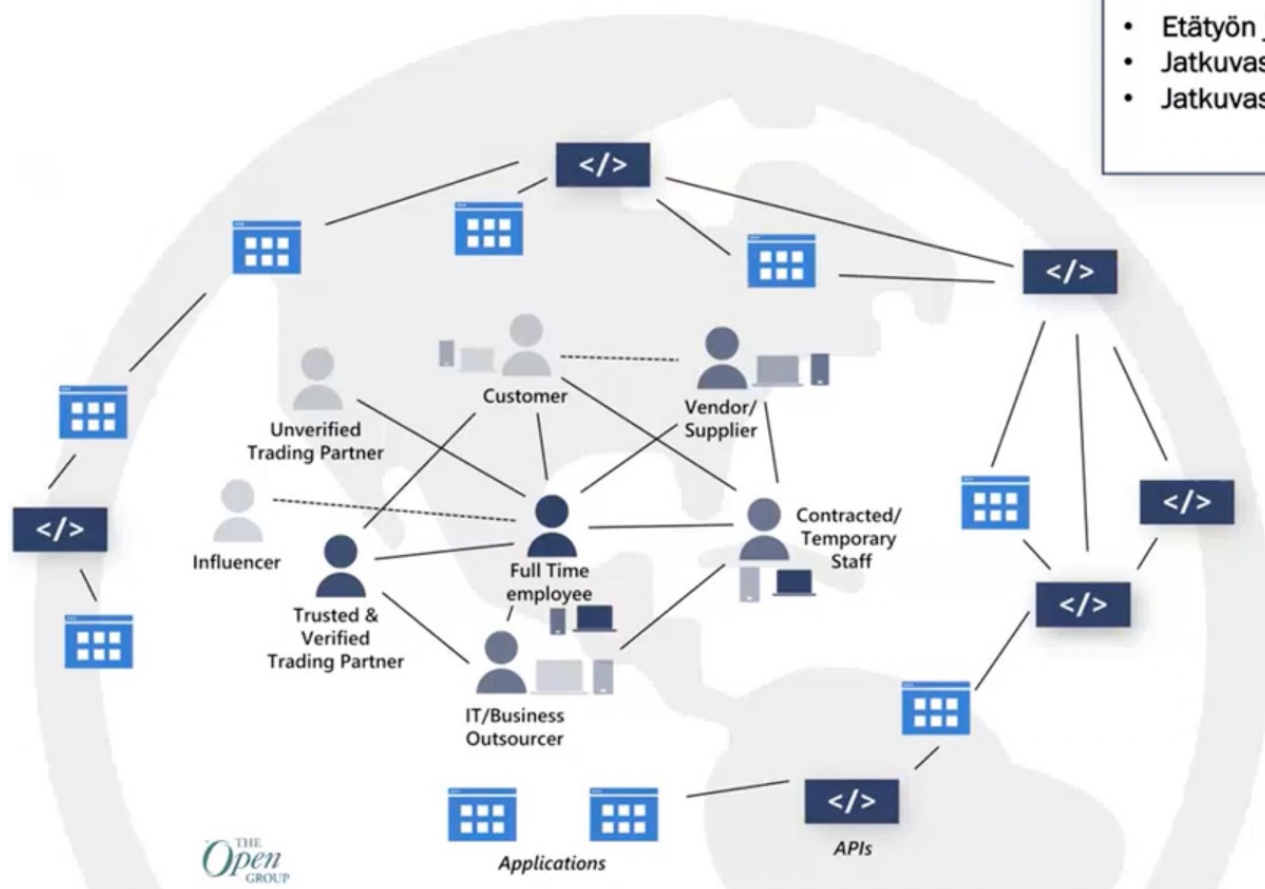 • Etätyön
• Jatkuvas
• Jatkuvas
</>
</>
Customer
Vendor/
Supplier
Unverified
Trading Partner
</>
</>
Influencer
Contracted/
Temporary
Staff
Full Time
employee
Trusted &
Verified
Trading Partner
</>
IT/Business
Outsourcer
</>
Applications
APIs
THE
Open
GROUP